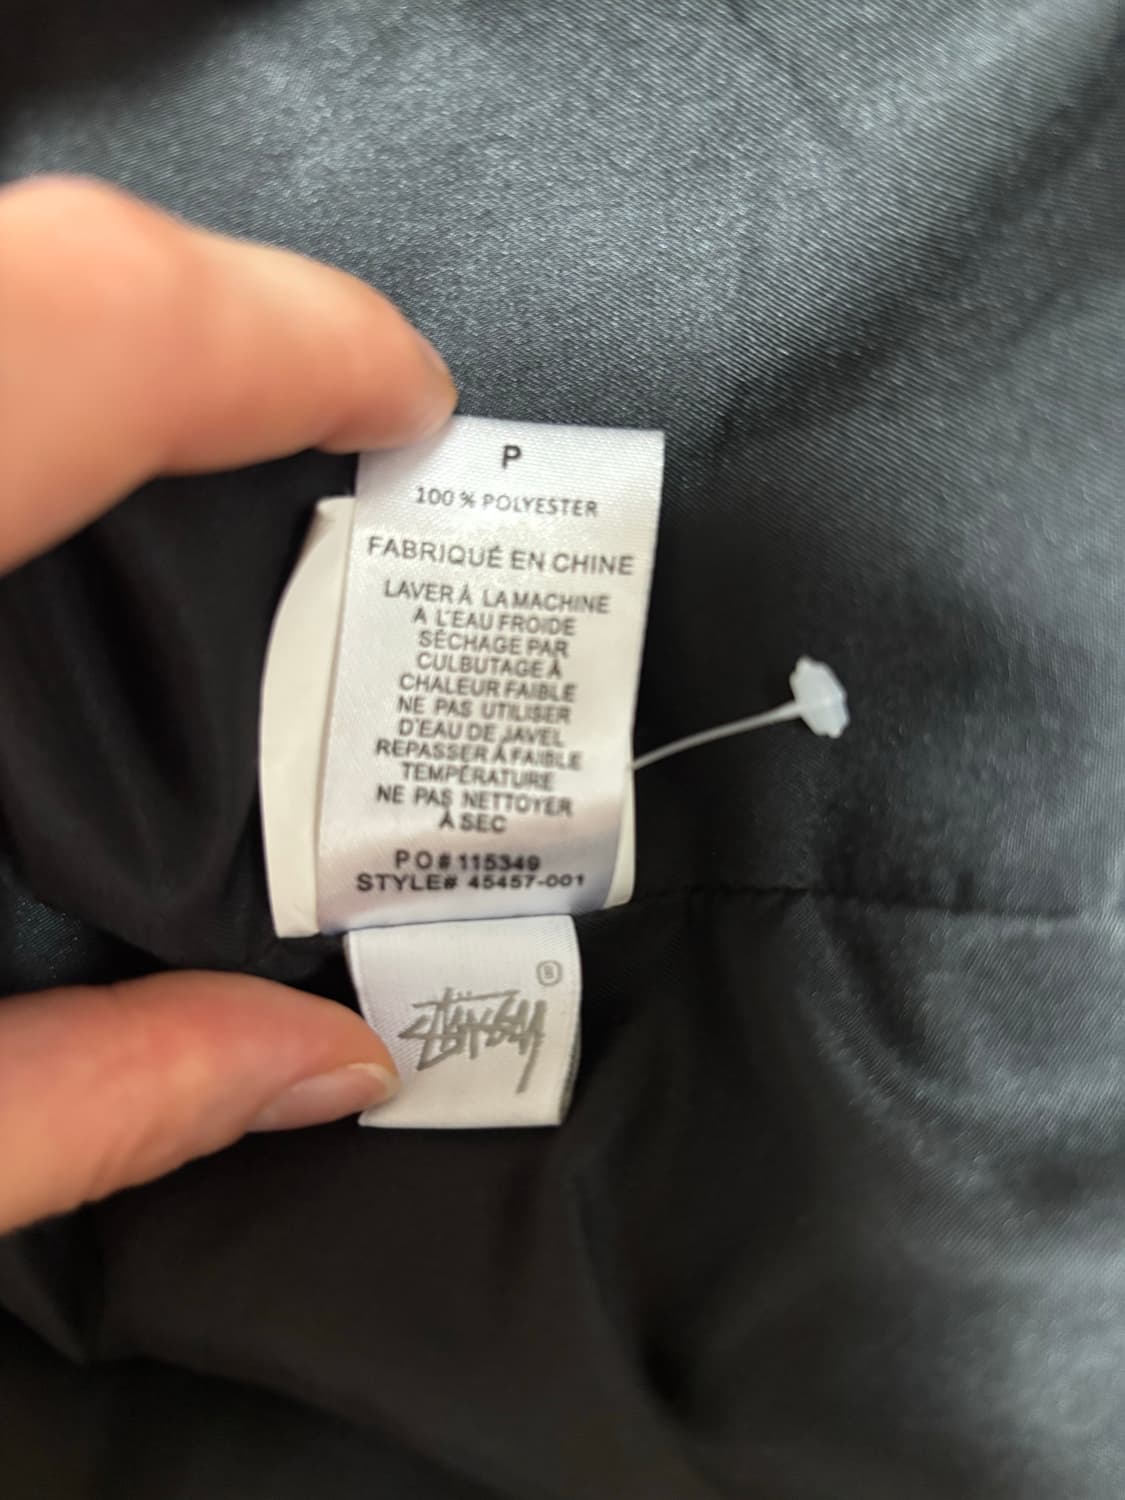 P
100 % POLYESTER
FABRIQUÉ EN CHINE
LAVER À LA MACHINE
A L'EAU FROIDE
SÉCHAGE PAR
CULBUTAGE À
CHALEUR FAIBLE
NE PAS UTILISER
D'EAU DE JAVEL
REPASSER À FAIBLE
TEMPÉRATURE
NE PAS NETTOYER
À SEC
PO# 115349
STYLE# 45457-001
®
Stüssy